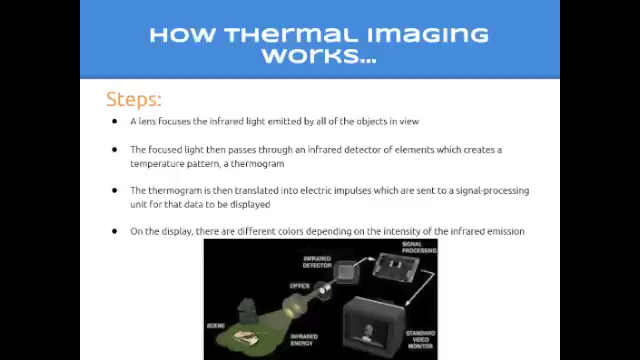 How Thermal Imaging
Works...
Steps:
A lens focuses the infrared light emitted by all of the objects in view
The focused light then passes through an infrared detector of elements which creates a
temperature pattern, a thermogram
The thermogram is then translated into electric impulses which are sent to a signal-processing
unit for that data to be displayed
On the display, there are different colors depending on the intensity of the infrared emission
SIGNAL
PROCESSING
INFRARED
DETECTOR
OPTICS
SCENE
INFRARED
ENERGY
STANDARD
VIDEO
MONITOR